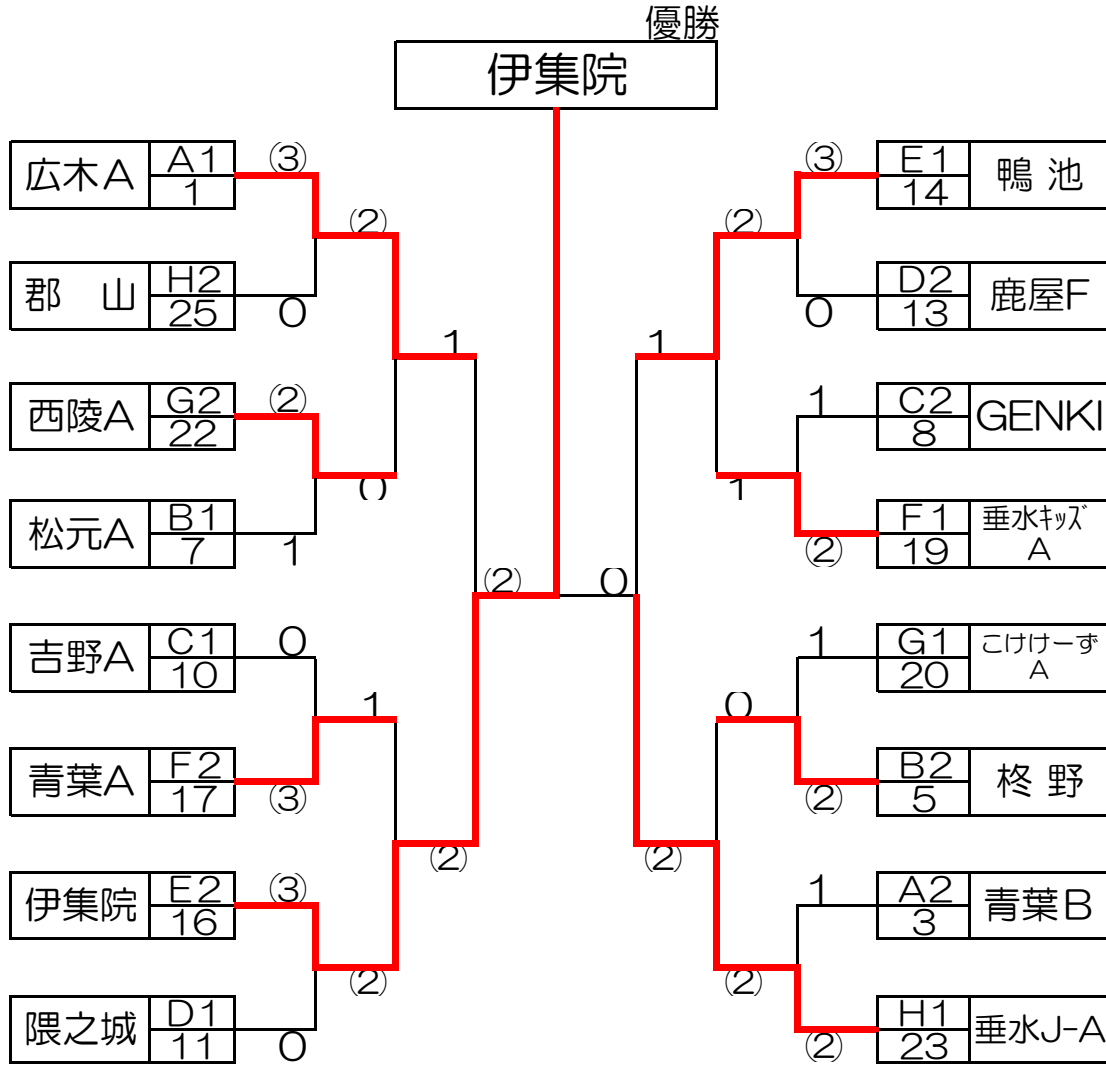 優勝
伊集院
広木A A1 1 (3)
(3) E1 14 鴨 池
(2)
(2)
郡 山 H2 25 0
0 D2 13 鹿屋F
1
1
西陵A G2 22 (2)
1 C2 8 GENKI
0
1
松元A B1 7 1
(2) F1 19 垂水ｷｯｽﾞ A
(2)
0
吉野A C1 10 0
1 G1 20 こけけーず A
1
0
青葉A F2 17 (3)
(2) B2 5 柊 野
(2)
(2)
伊集院 E2 16 (3)
1 A2 3 青葉B
(2)
(2)
隈之城 D1 11 0
(2) H1 23 垂水J-A